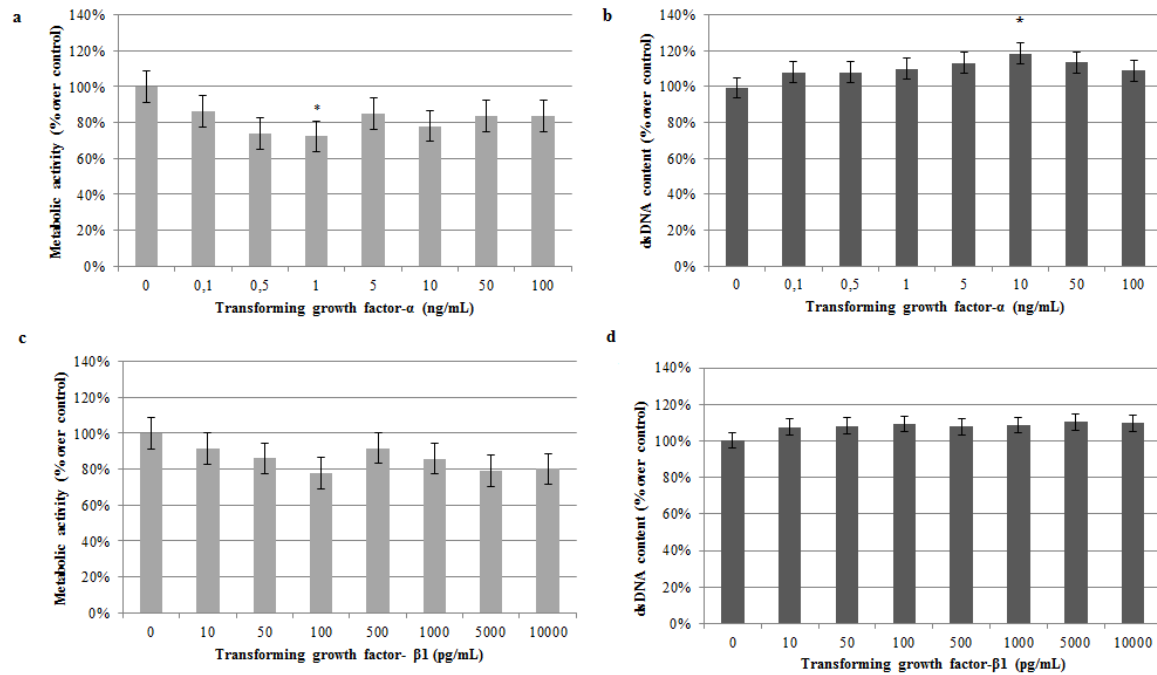 a
140%
120%
100%
80%
60%
40%
20%
0%
Metabolic activity (% over control)
*
0 0,1 0,5 1 5 10 50 100
Transforming growth factor-α (ng/mL)
b
140%
120%
100%
80%
60%
40%
20%
0%
dsDNA content (% over control)
*
0 0,1 0,5 1 5 10 50 100
Transforming growth factor-α (ng/mL)
c
140%
120%
100%
80%
60%
40%
20%
0%
Metabolic activity (% over control)
0 10 50 100 500 1000 5000 10000
Transforming growth factor- β1 (pg/mL)
d
140%
120%
100%
80%
60%
40%
20%
0%
dsDNA content (% over control)
0 10 50 100 500 1000 5000 10000
Transforming growth factor-β1 (pg/mL)